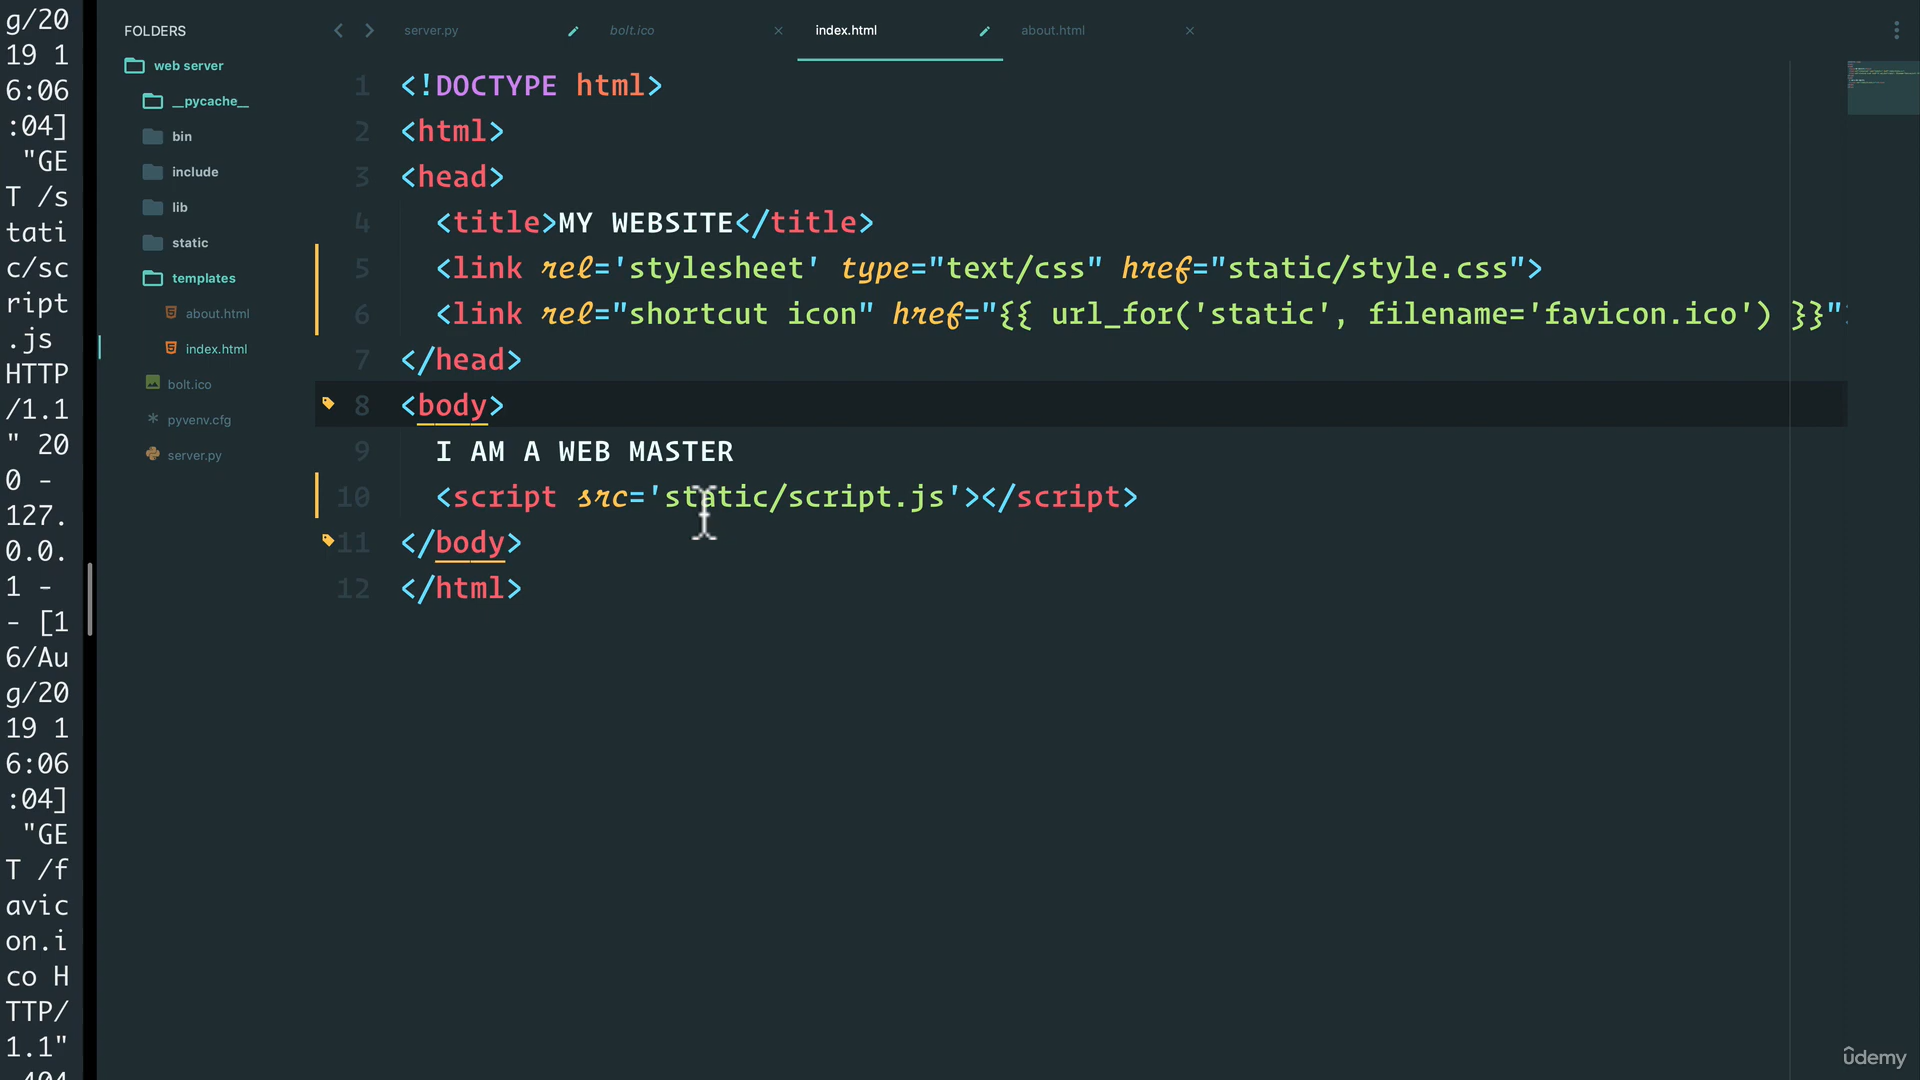 g/20
19 1
6:06
:04]
"GE
T /s
tati
c/sc
ript
.js
HTTP
/1.1
" 20
0 -
127.
0.0.
1 -
- [1
6/Au
g/20
19 1
6:06
:04]
"GE
T /f
avic
on.i
co H
TTP/
1.1"
404
FOLDERS
web server
__pycache__
bin
include
lib
static
templates
about.html
index.html
bolt.ico
pyvenv.cfg
server.py
server.py bolt.ico index.html about.html
1 <!DOCTYPE html>
2 <html>
3 <head>
4 <title>MY WEBSITE</title>
5 <link rel='stylesheet' type="text/css" href="static/style.css">
6 <link rel="shortcut icon" href="{{ url_for('static', filename='favicon.ico') }}"
7 </head>
8 <body>
9 I AM A WEB MASTER
10 <script src='static/script.js'></script>
11 </body>
12 </html>
udemy